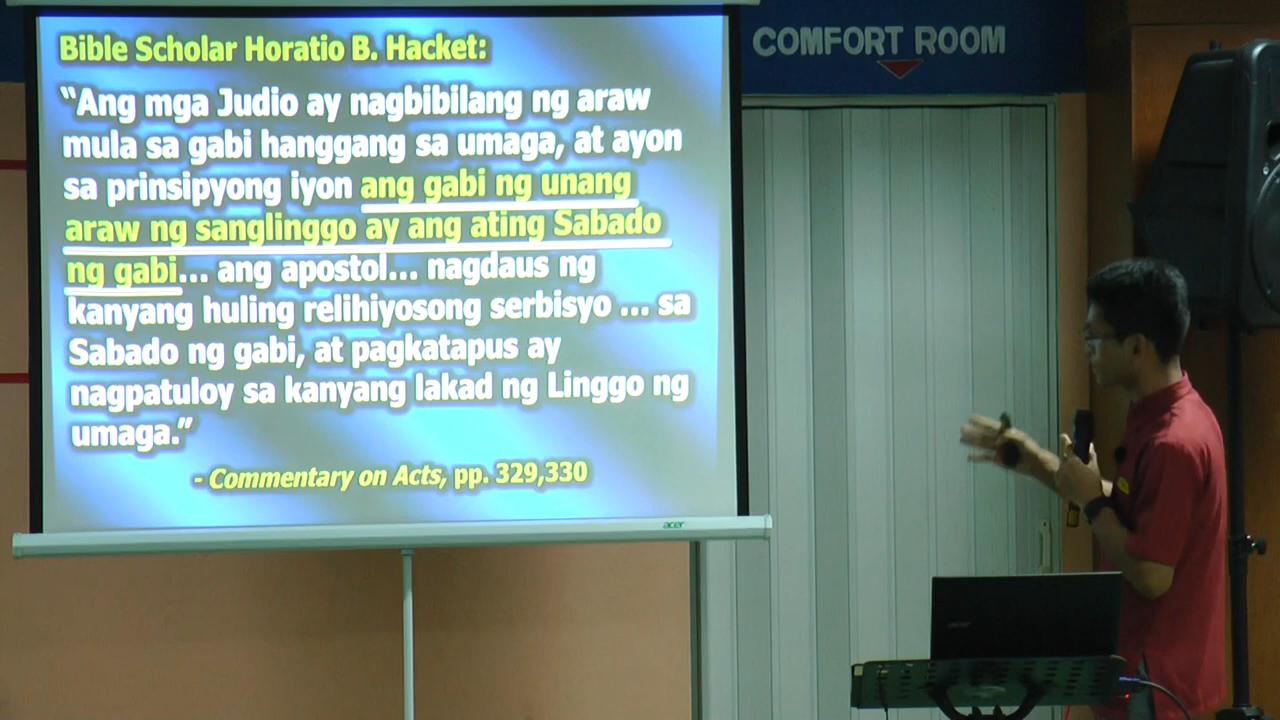 Bible Scholar Horatio B. Hacket:
“Ang mga Judio ay nagbibilang ng araw
mula sa gabi hanggang sa umaga, at ayon
sa prinsipyong iyon ang gabi ng unang
araw ng sanglinggo ay ang ating Sabado
ng gabi... ang apostol... nagdaus ng
kanyang huling relihiyosong serbisyo ... sa
Sabado ng gabi, at pagkatapus ay
nagpatuloy sa kanyang lakad ng Linggo ng
umaga.”
- Commentary on Acts, pp. 329,330
acer
COMFORT ROOM